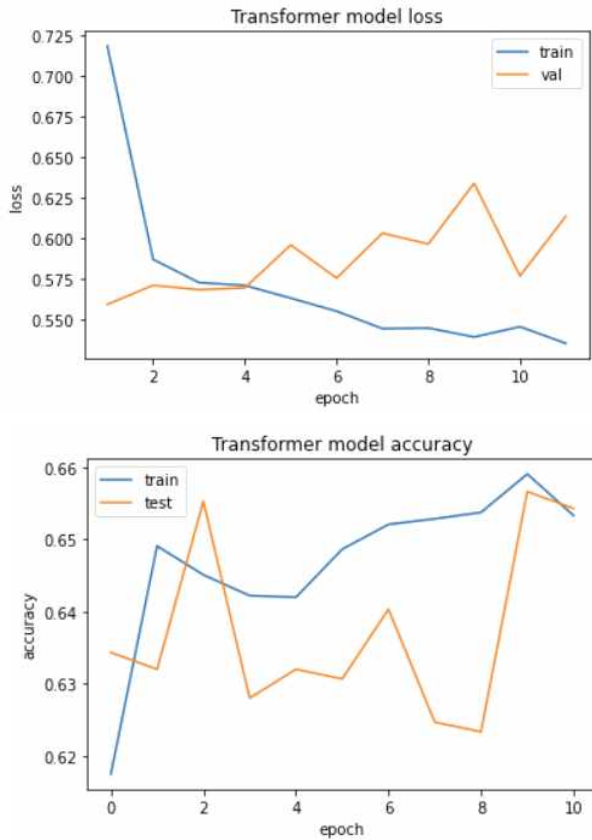 Transformer model loss
0.725
0.700
0.675
0.650
0.625
0.600
0.575
0.550
loss
train
val
2 4 6 8 10
epoch
Transformer model accuracy
0.66
0.65
0.64
0.63
0.62
accuracy
train
test
0 2 4 6 8 10
epoch